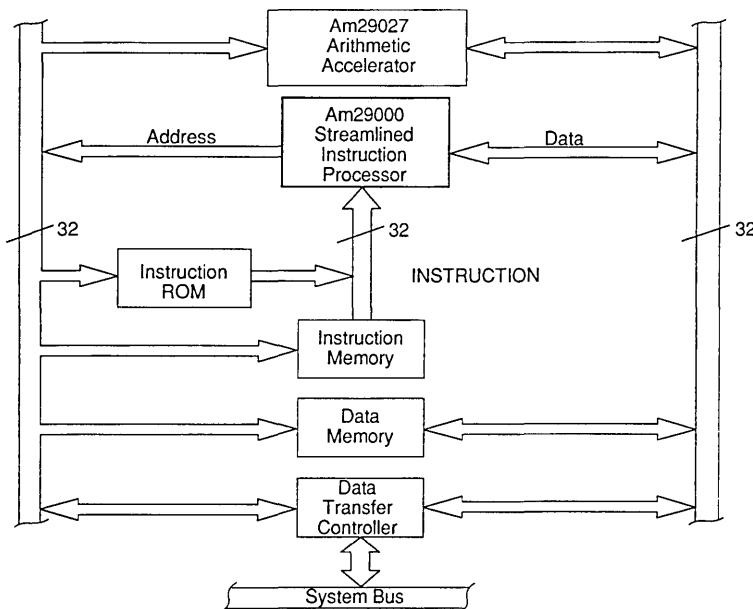 Am29027
Arithmetic
Accelerator
Am29000
Streamlined
Instruction
Processor
Address
Data
32
32
32
Instruction
ROM
INSTRUCTION
Instruction
Memory
Data
Memory
Data
Transfer
Controller
System Bus